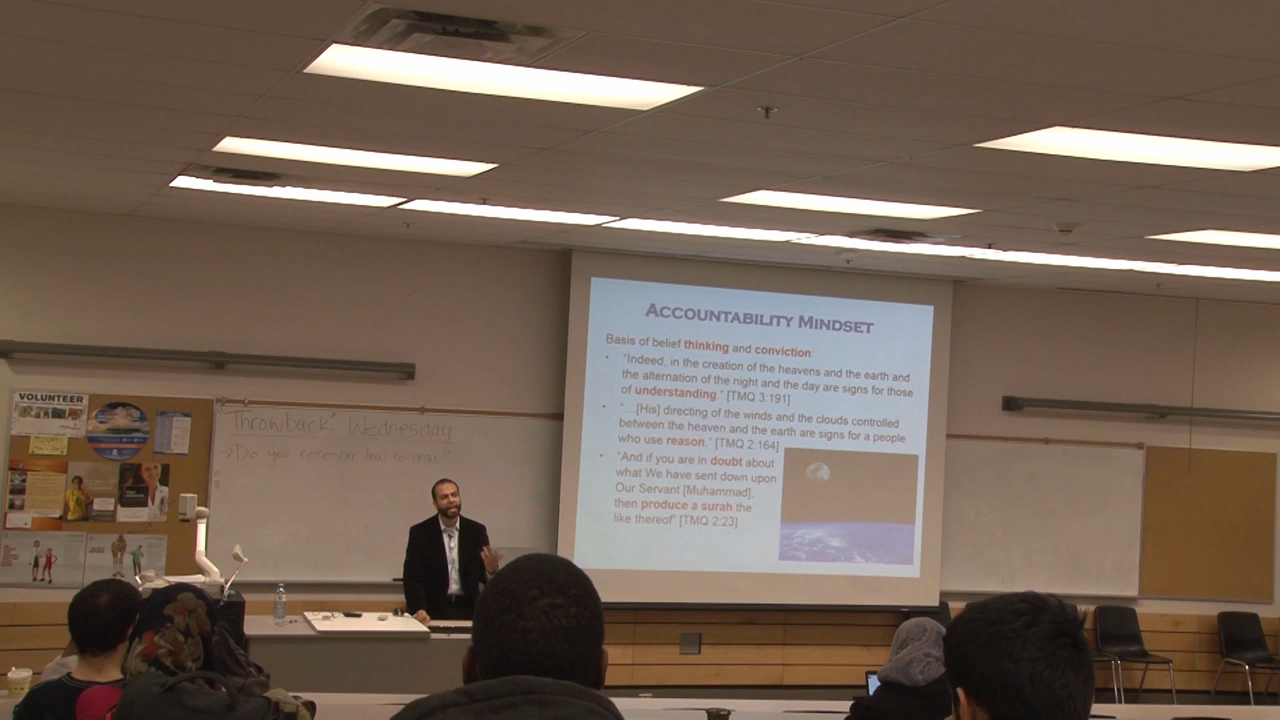 VOLUNTEER
Throwback Wednesday
→Do you remember how to draw?
ACCOUNTABILITY MINDSET
Basis of belief thinking and conviction:
• "Indeed, in the creation of the heavens and the earth and
the alternation of the night and the day are signs for those
of understanding." [TMQ 3:191]
• "…[His] directing of the winds and the clouds controlled
between the heaven and the earth are signs for a people
who use reason." [TMQ 2:164]
• "And if you are in doubt about
what We have sent down upon
Our Servant [Muhammad],
then produce a surah the
like thereof" [TMQ 2:23]